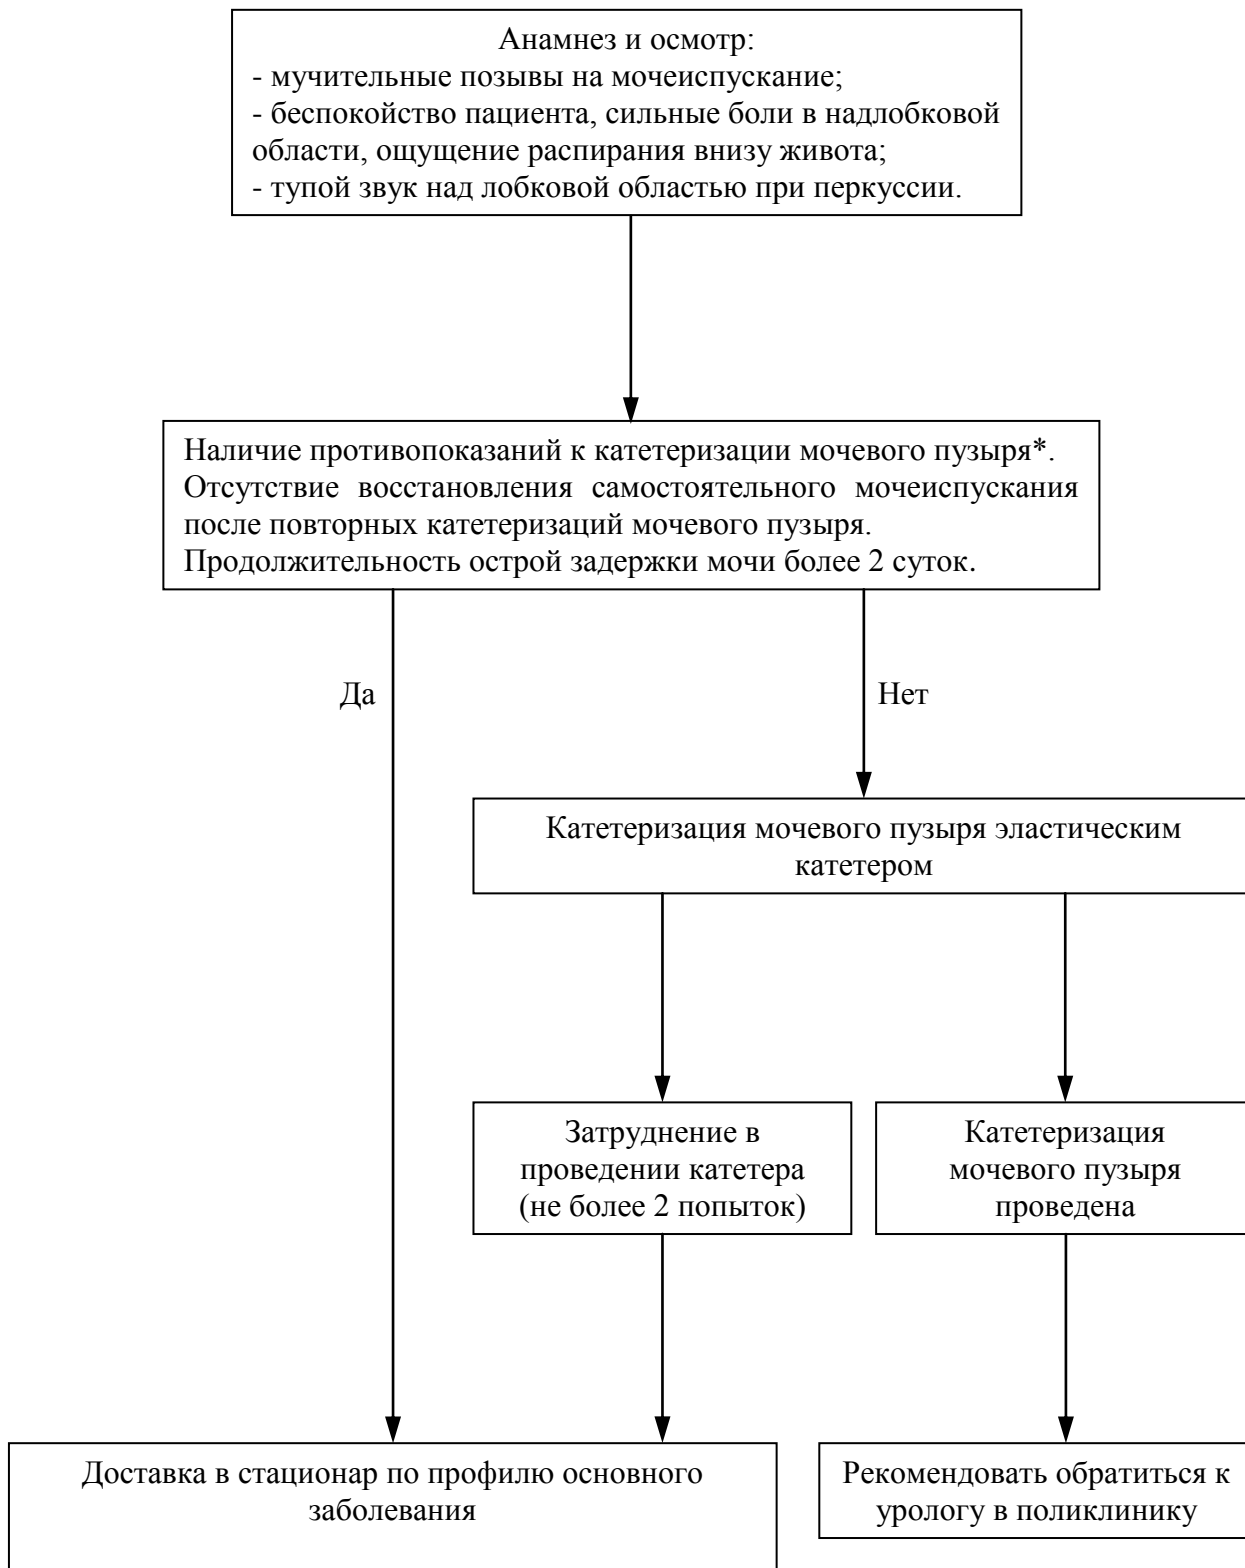 Анамнез и осмотр:
- мучительные позывы на мочеиспускание;
- беспокойство пациента, сильные боли в надлобковой
области, ощущение распирания внизу живота;
- тупой звук над лобковой областью при перкуссии.
Наличие противопоказаний к катетеризации мочевого пузыря*.
Отсутствие восстановления самостоятельного мочеиспускания
после повторных катетеризаций мочевого пузыря.
Продолжительность острой задержки мочи более 2 суток.
Да
Нет
Катетеризация мочевого пузыря эластическим
катетером
Затруднение в
проведении катетера
(не более 2 попыток)
Катетеризация
мочевого пузыря
проведена
Доставка в стационар по профилю основного
заболевания
Рекомендовать обратиться к
урологу в поликлинику